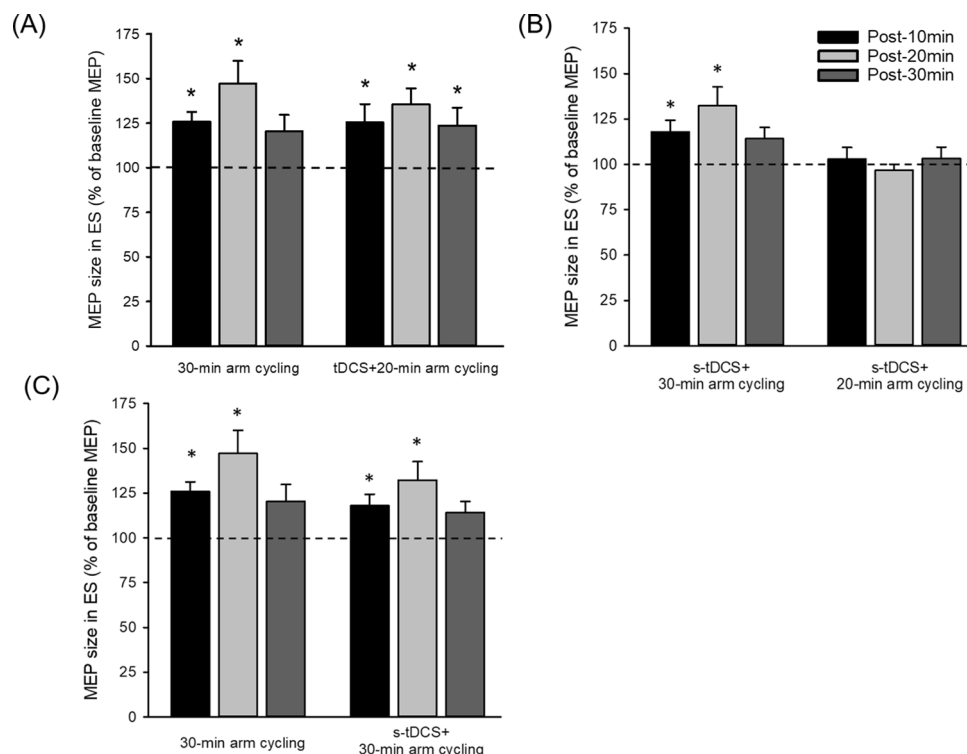 (A)
MEP size in ES (% of baseline MEP)
175
150
125
100
75
50
25
0
*
*
*
*
*
30-min arm cycling
tDCS+20-min arm cycling
(B)
MEP size in ES (% of baseline MEP)
175
150
125
100
75
50
25
0
Post-10min
Post-20min
Post-30min
*
*
s-tDCS+
30-min arm cycling
s-tDCS+
20-min arm cycling
(C)
MEP size in ES (% of baseline MEP)
175
150
125
100
75
50
25
0
*
*
*
*
30-min arm cycling
s-tDCS+
30-min arm cycling